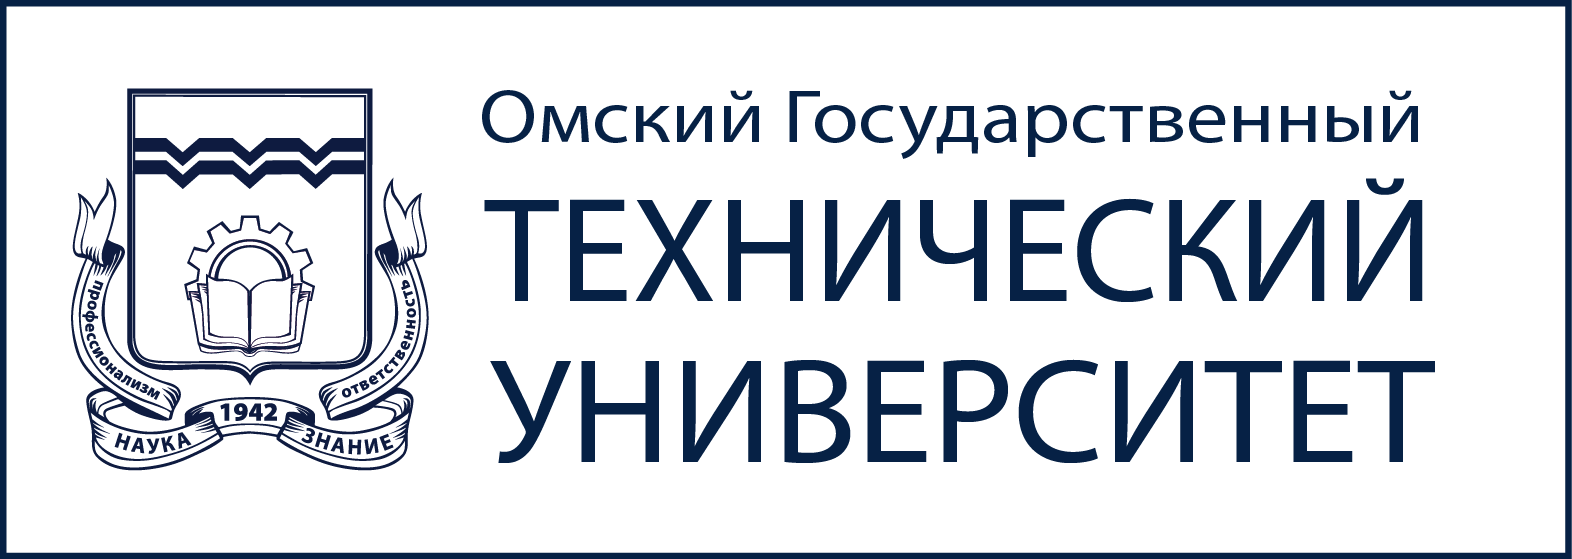 Омский Государственный
ТЕХНИЧЕСКИЙ
УНИВЕРСИТЕТ
профессионализм
ответственность
1942
НАУКА
ЗНАНИЕ